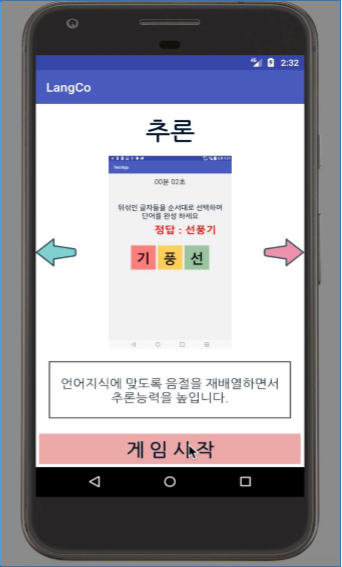 2:32
LangCo
추론
00분 02초
뒤섞인 글자들을 순서대로 선택하여
단어를 완성 하세요
정답 : 선풍기
기 풍 선
언어지식에 맞도록 음절을 재배열하면서
추론능력을 높입니다.
게 임 시 작